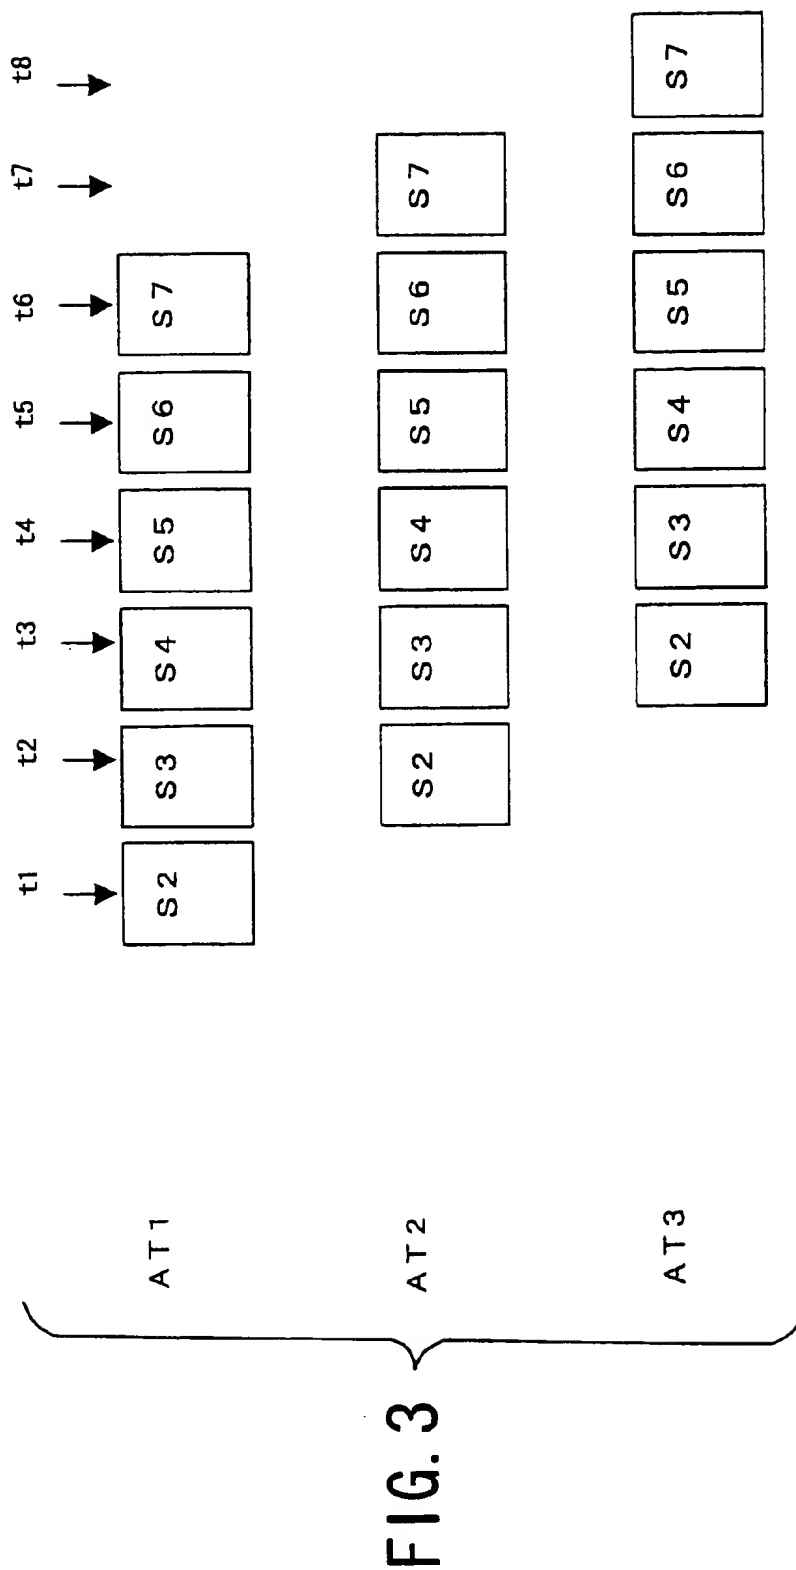 t1 t2 t3 t4 t5 t6 t7 t8
AT1 S2 S3 S4 S5 S6 S7
AT2 S2 S3 S4 S5 S6 S7
AT3 S2 S3 S4 S5 S6 S7
FIG. 3